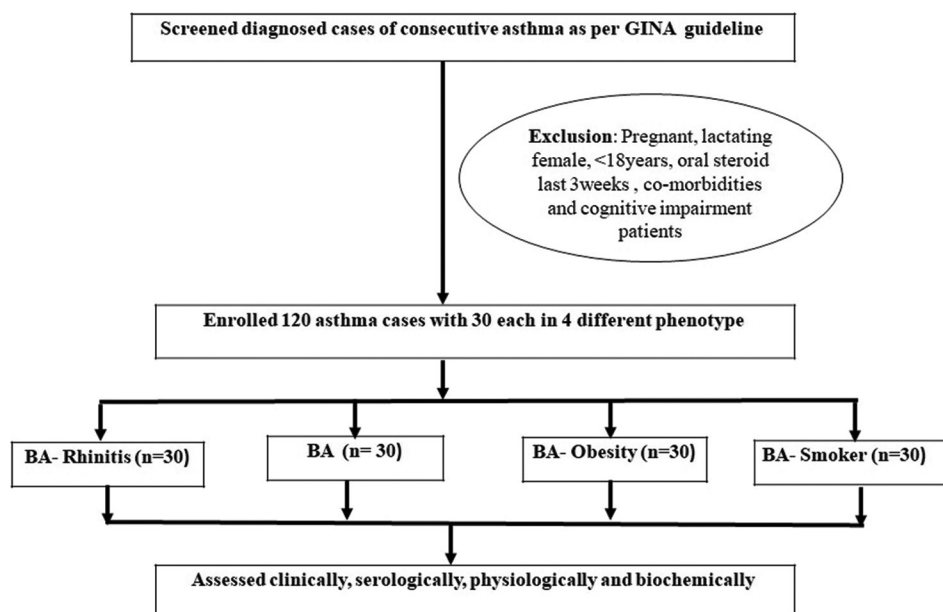 Screened diagnosed cases of consecutive asthma as per GINA guideline
Exclusion: Pregnant, lactating
female, <18years, oral steroid
last 3weeks , co-morbidities
and cognitive impairment
patients
Enrolled 120 asthma cases with 30 each in 4 different phenotype
BA- Rhinitis (n=30)
BA (n= 30)
BA- Obesity (n=30)
BA- Smoker (n=30)
Assessed clinically, serologically, physiologically and biochemically